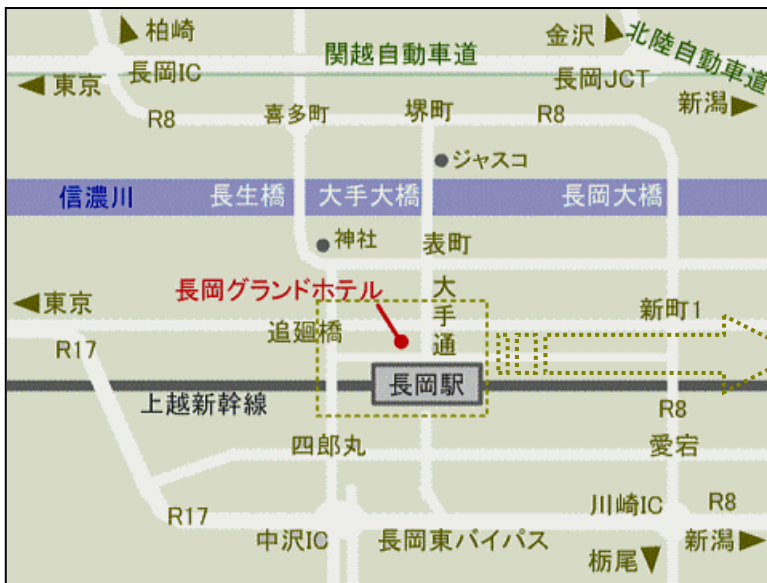 柏崎
関越自動車道
金沢
北陸自動車道
東京
長岡IC
長岡JCT
新潟
R8
喜多町
堺町
R8
ジャスコ
信濃川
長生橋
大手大橋
長岡大橋
神社
表町
長岡グランドホテル
大手通
東京
追廻橋
新町1
R17
長岡駅
上越新幹線
R8
四郎丸
愛宕
川崎IC
R8
R17
中沢IC
長岡東バイパス
新潟
栃尾